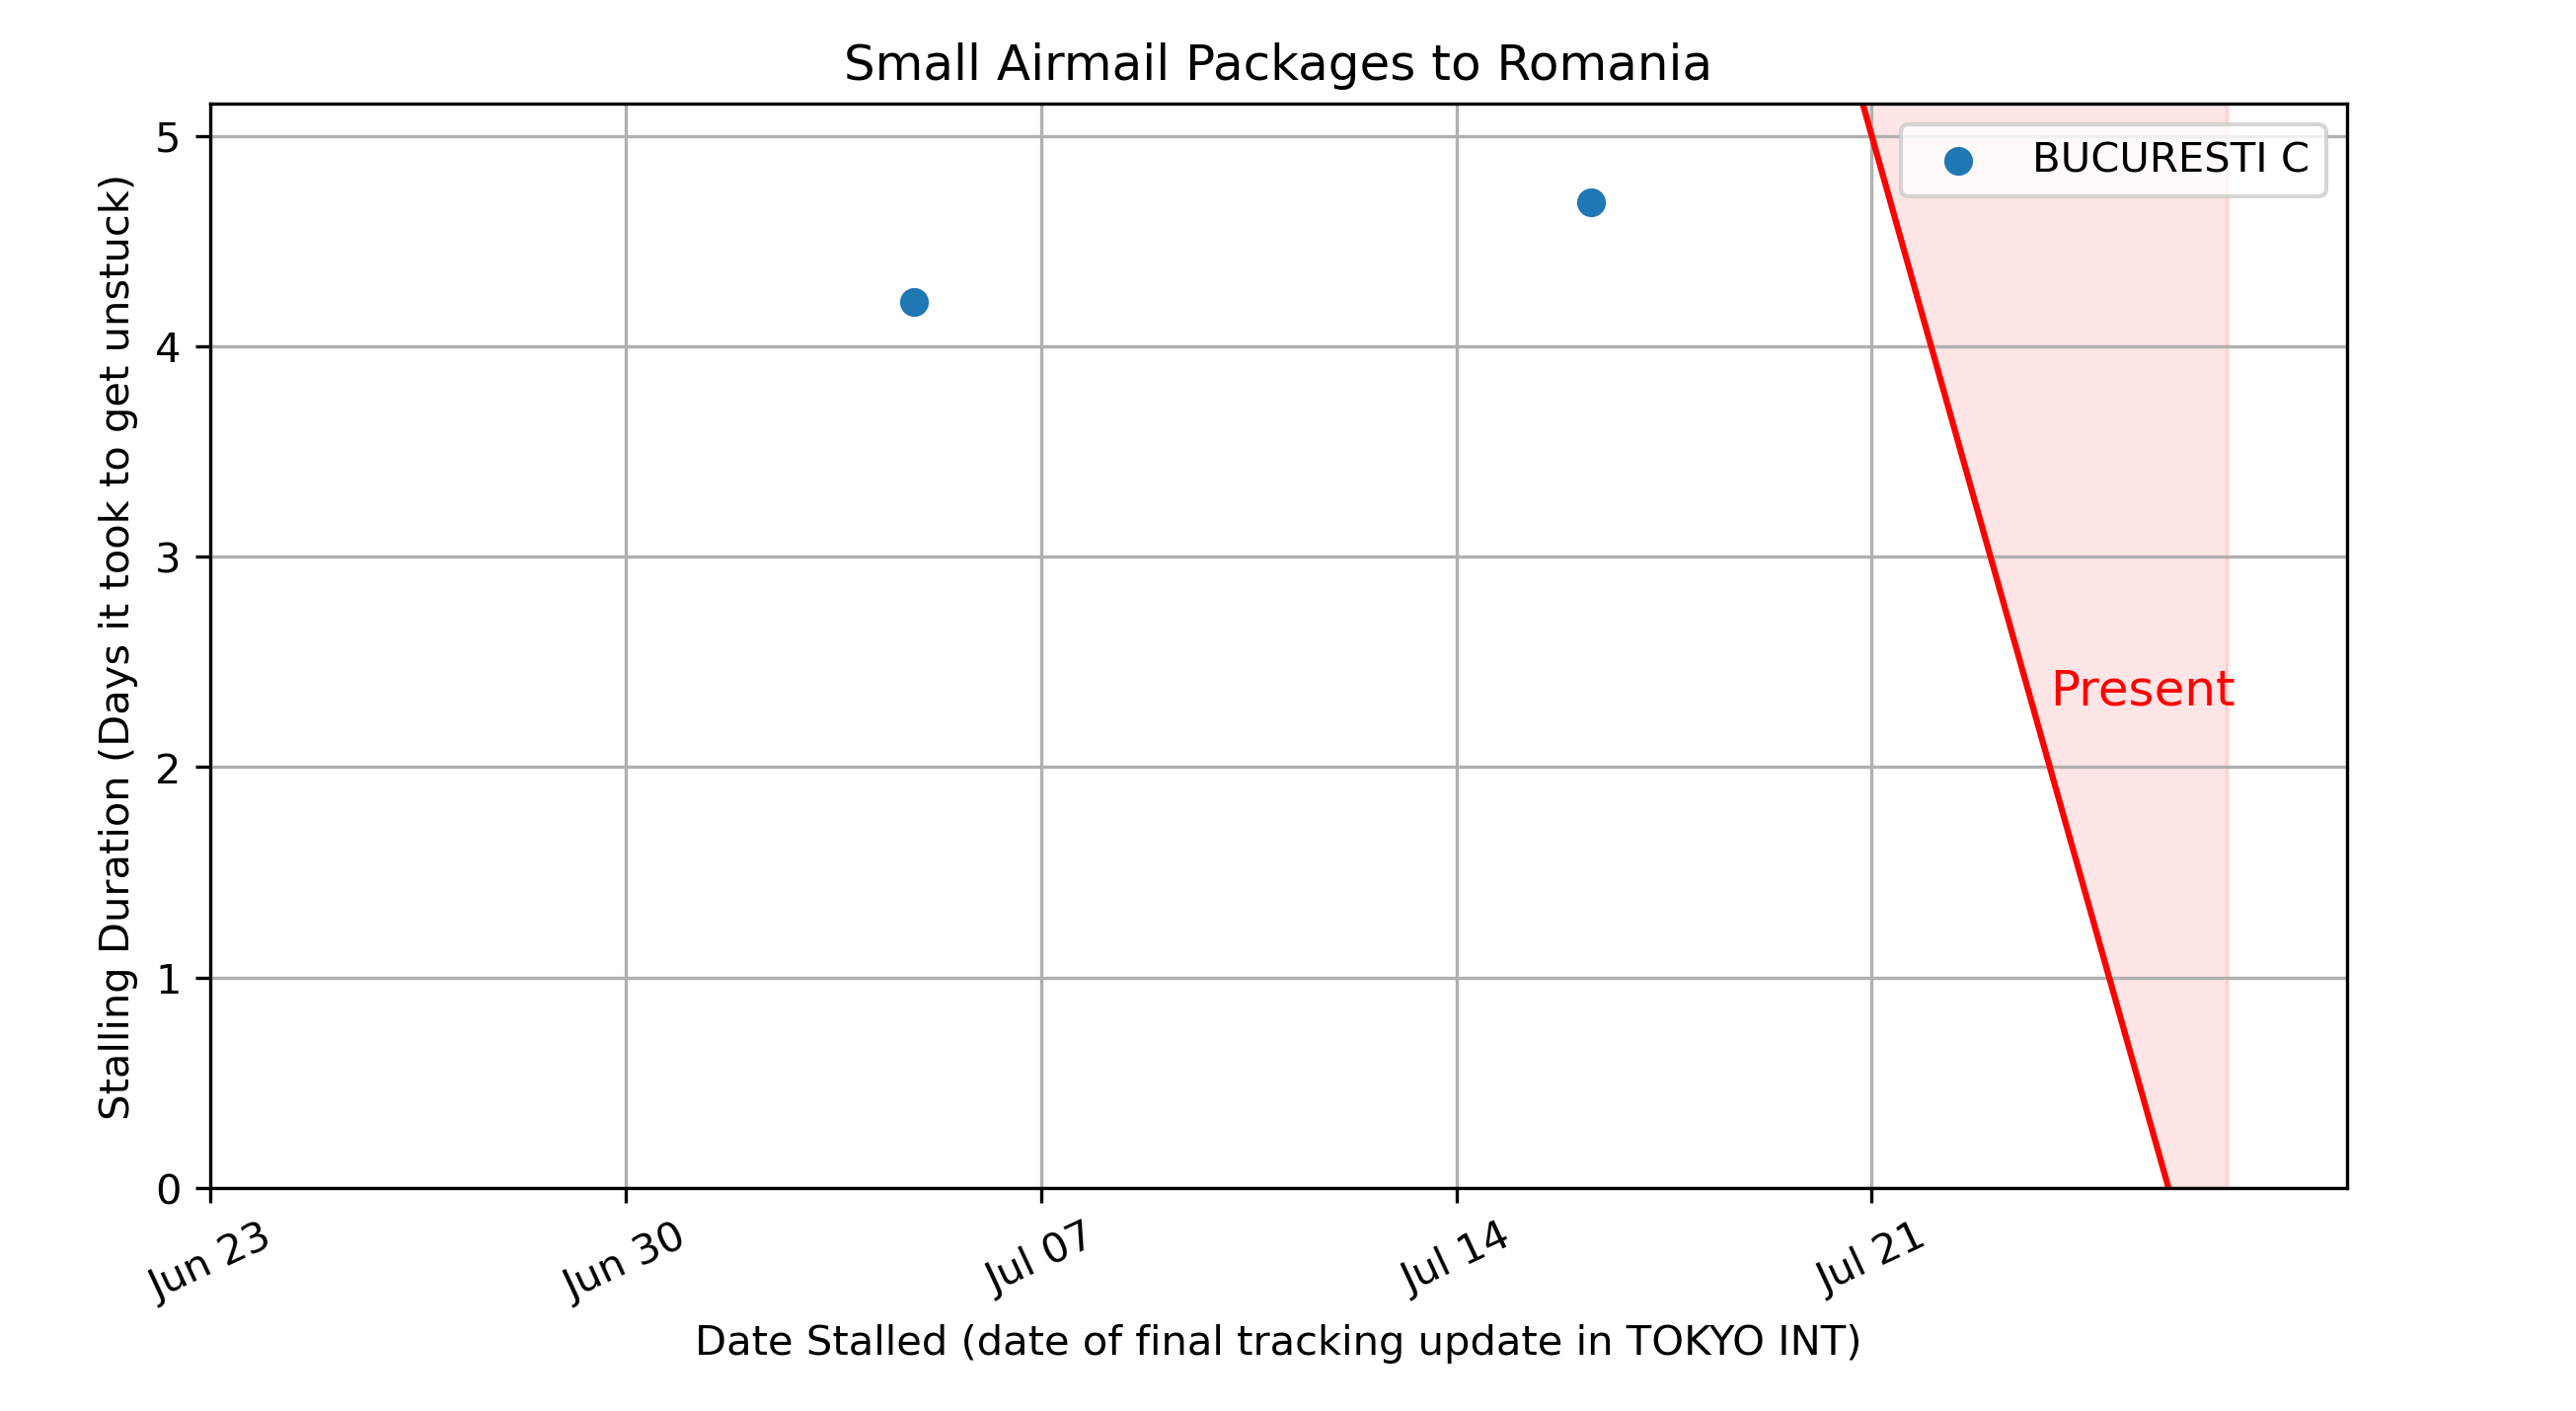 Small Airmail Packages to Romania
BUCURESTI C
Stalling Duration (Days it took to get unstuck)
5
4
3
2
1
0
Present
Jun 23
Jun 30
Jul 07
Jul 14
Jul 21
Date Stalled (date of final tracking update in TOKYO INT)